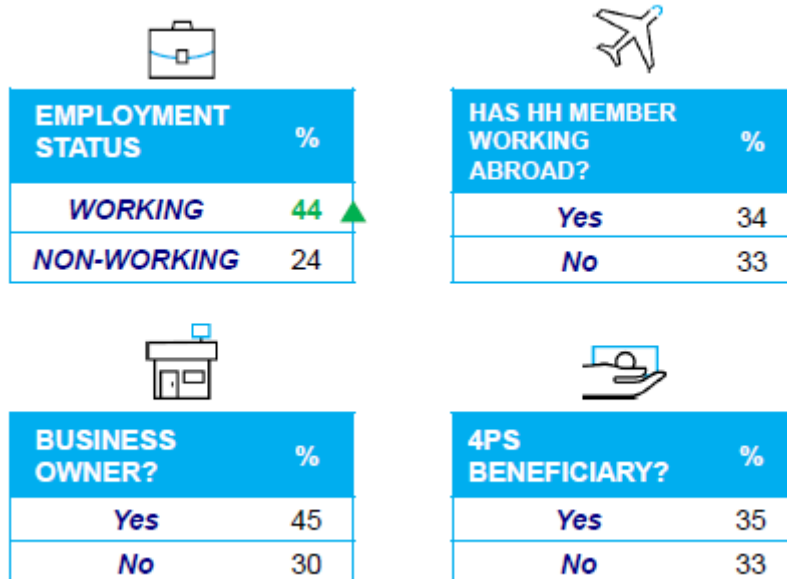 EMPLOYMENT
STATUS %
WORKING 44
NON-WORKING 24
HAS HH MEMBER
WORKING
ABROAD? %
Yes 34
No 33
BUSINESS
OWNER? %
Yes 45
No 30
4PS
BENEFICIARY? %
Yes 35
No 33